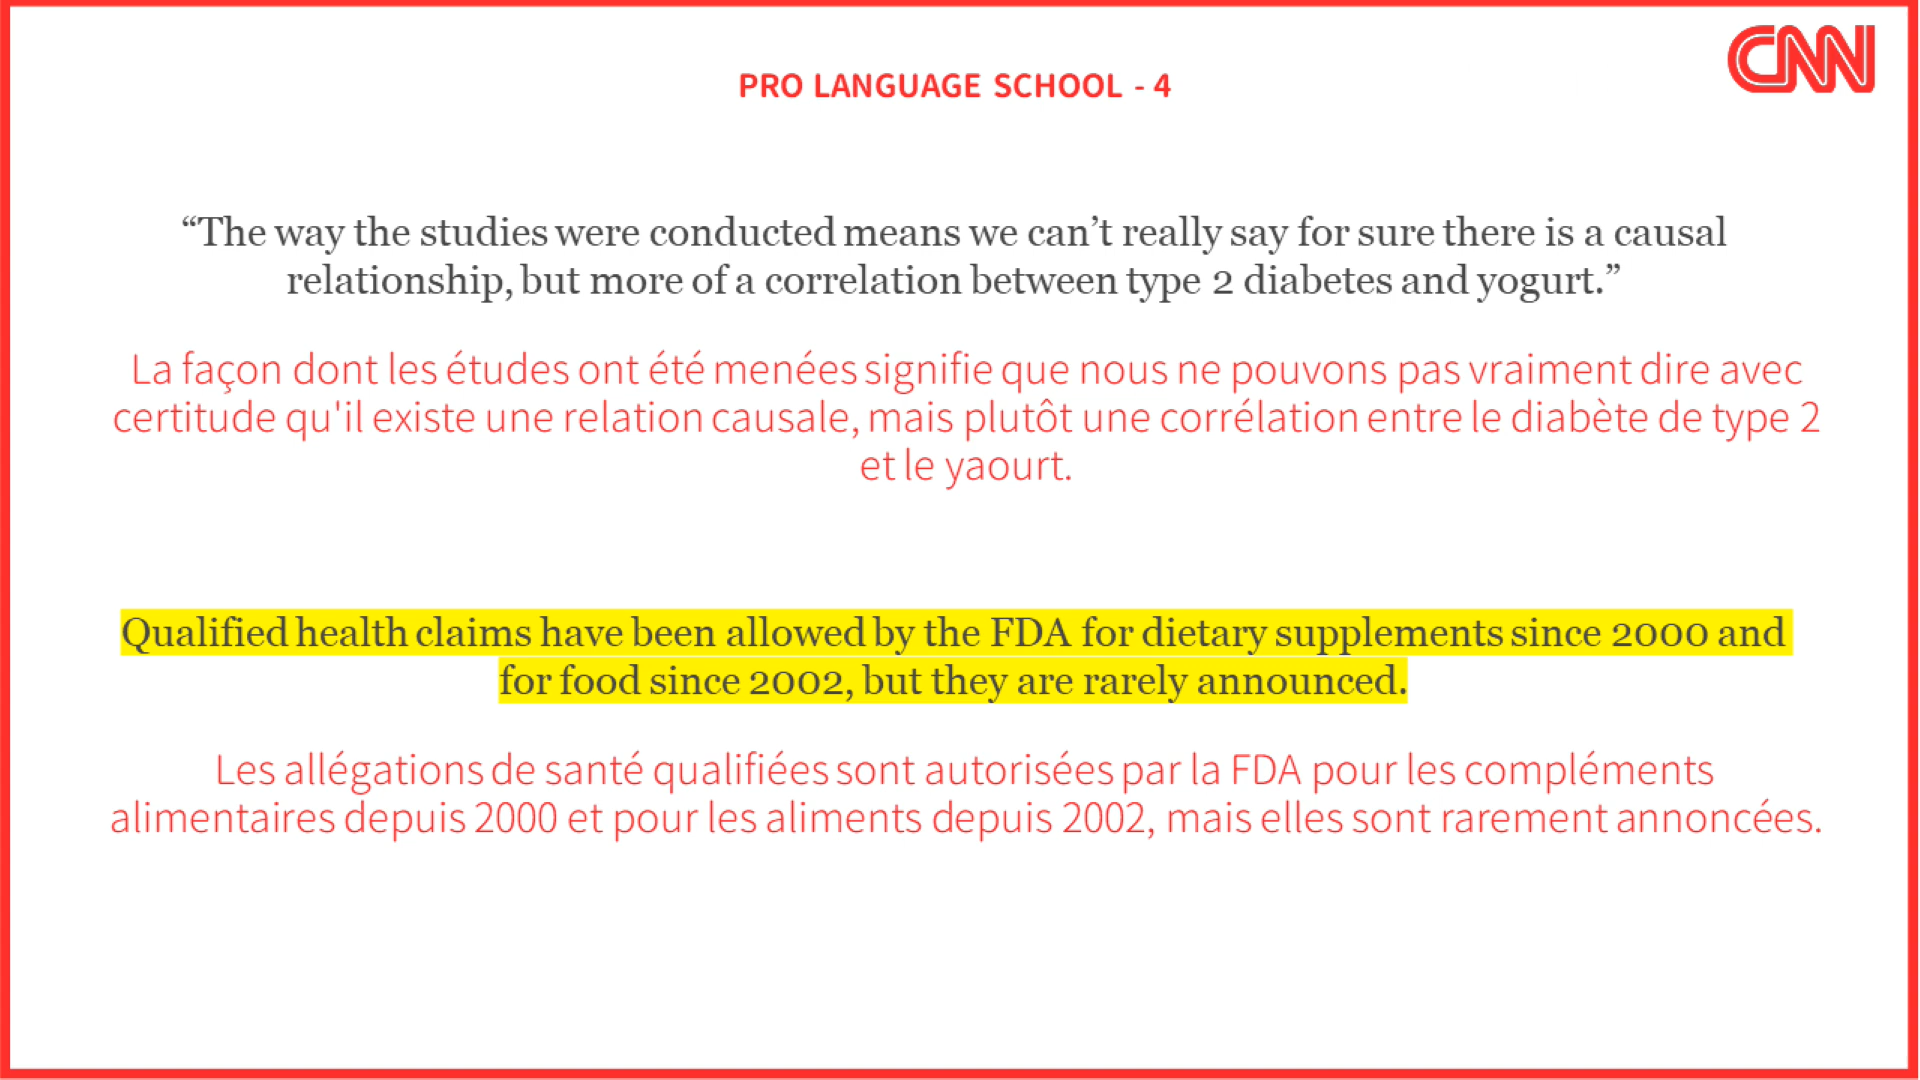 CNN
PRO LANGUAGE SCHOOL - 4
“The way the studies were conducted means we can’t really say for sure there is a causal
relationship, but more of a correlation between type 2 diabetes and yogurt.”
La façon dont les études ont été menées signifie que nous ne pouvons pas vraiment dire avec
certitude qu'il existe une relation causale, mais plutôt une corrélation entre le diabète de type 2
et le yaourt.
Qualified health claims have been allowed by the FDA for dietary supplements since 2000 and
for food since 2002, but they are rarely announced.
Les allégations de santé qualifiées sont autorisées par la FDA pour les compléments
alimentaires depuis 2000 et pour les aliments depuis 2002, mais elles sont rarement annoncées.